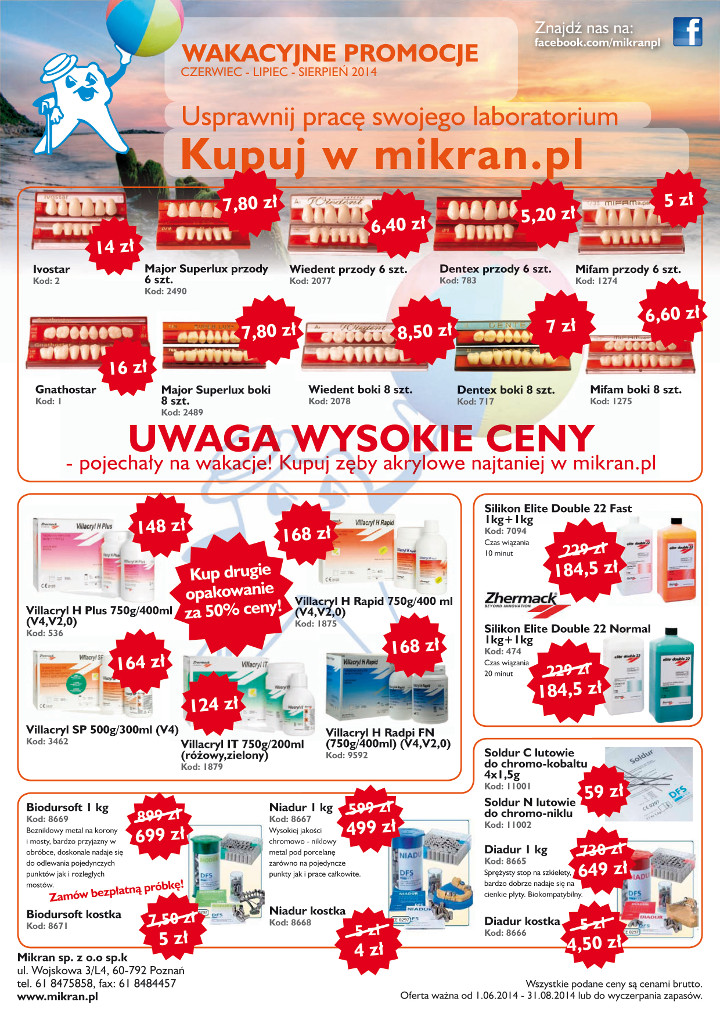 Znajdź nas na:
facebook.com/mikranpl
WAKACYJNE PROMOCJE
CZERWIEC - LIPIEC - SIERPIEŃ 2014
Usprawnij pracę swojego laboratorium
Kupuj w mikran.pl
14 zł
Ivostar
Kod: 2
7,80 zł
Major Superlux przody
6 szt.
Kod: 2490
6,40 zł
Wiedent przody 6 szt.
Kod: 2077
5,20 zł
Dentex przody 6 szt.
Kod: 783
5 zł
Mifam przody 6 szt.
Kod: 1274
16 zł
Gnathostar
Kod: 1
7,80 zł
Major Superlux boki
8 szt.
Kod: 2489
8,50 zł
Wiedent boki 8 szt.
Kod: 2078
7 zł
Dentex boki 8 szt.
Kod: 717
6,60 zł
Mifam boki 8 szt.
Kod: 1275
UWAGA WYSOKIE CENY
- pojechały na wakacje! Kupuj zęby akrylowe najtaniej w mikran.pl
Villacryl H Plus
148 zł
Villacryl H Plus 750g/400ml
(V4,V2,0)
Kod: 536
Kup drugie
opakowanie
za 50% ceny!
168 zł
Villacryl H Rapid
Villacryl H Rapid 750g/400 ml
(V4,V2,0)
Kod: 1875
Villacryl SP
164 zł
Villacryl SP 500g/300ml (V4)
Kod: 3462
Villacryl IT
124 zł
Villacryl IT 750g/200ml
(różowy,zielony)
Kod: 1879
Villacryl H Rapid
168 zł
Villacryl H Radpi FN
(750g/400ml) (V4,V2,0)
Kod: 9592
Silikon Elite Double 22 Fast
1kg+1kg
Kod: 7094
Czas wiązania
10 minut
229 zł
184,5 zł
Zhermack
BEYOND INNOVATION
Silikon Elite Double 22 Normal
1kg+1kg
Kod: 474
Czas wiązania
20 minut
229 zł
184,5 zł
Soldur C lutowie
do chromo-kobaltu
4x1,5g
Kod: 11001
Soldur N lutowie
do chromo-niklu
Kod: 11002
Soldur
DFS
59 zł
Biodursoft 1 kg
Kod: 8669
Bezniklowy metal na korony
i mosty, bardzo przyjazny w
obróbce, doskonale nadaje się
do odlewania pojedynczych
punktów jak i rozległych
mostów.
Zamów bezpłatną próbkę!
899 zł
699 zł
Biodursoft kostka
Kod: 8671
7,50 zł
5 zł
DFS
Niadur 1 kg
Kod: 8667
Wysokiej jakości
chromowo - niklowy
metal pod porcelanę
zarówno na pojedyncze
punkty jak i prace całkowite.
599 zł
499 zł
Niadur kostka
Kod: 8668
5 zł
4 zł
NIADUR
DFS
NIADUR
Diadur 1 kg
Kod: 8665
Sprężysty stop na szkielety,
bardzo dobrze nadaje się na
cienkie płyty. Biokompatybilny.
730 zł
649 zł
Diadur kostka
Kod: 8666
5 zł
4,50 zł
DFS
Mikran sp. z o.o sp.k
ul. Wojskowa 3/L4, 60-792 Poznań
tel. 61 8475858, fax: 61 8484457
www.mikran.pl
Wszystkie podane ceny są cenami brutto.
Oferta ważna od 1.06.2014 - 31.08.2014 lub do wyczerpania zapasów.